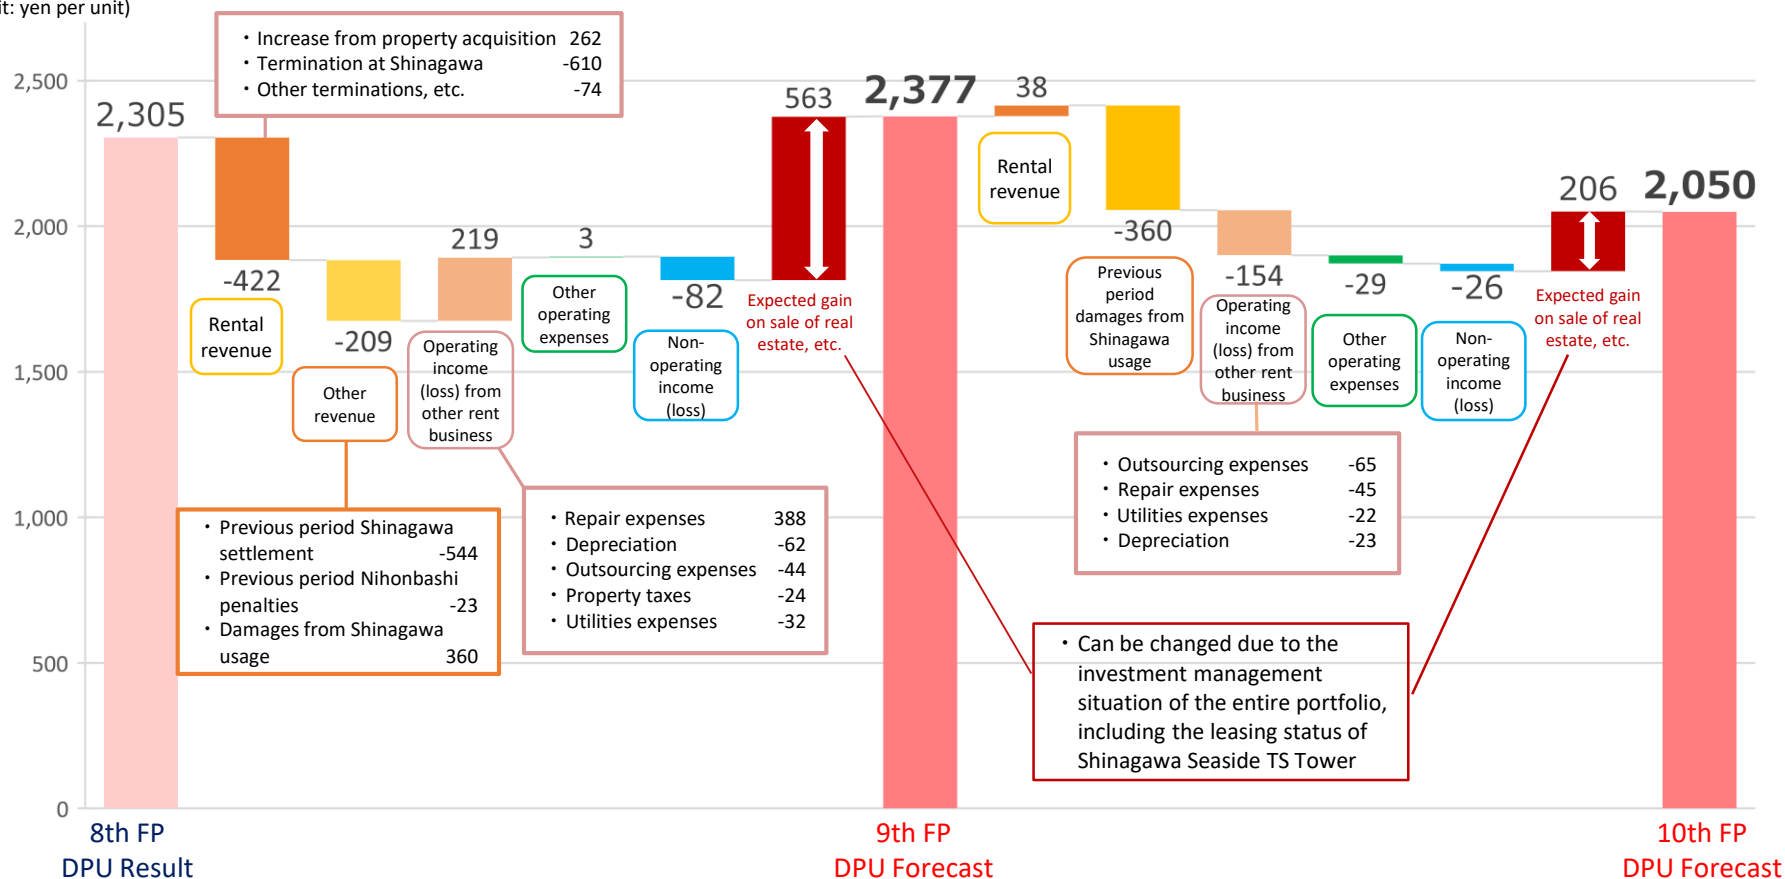 it: yen per unit)
2,500
2,000
1,500
1,000
500
0
・Increase from property acquisition 262
・Termination at Shinagawa -610
・Other terminations, etc. -74
2,305
-422
Rental
revenue
-209
Other
revenue
・Previous period Shinagawa
settlement -544
・Previous period Nihonbashi
penalties -23
・Damages from Shinagawa
usage 360
219
Operating
income
(loss) from
other rent
business
・Repair expenses 388
・Depreciation -62
・Outsourcing expenses -44
・Property taxes -24
・Utilities expenses -32
3
Other
operating
expenses
-82
Non-
operating
income
(loss)
563
Expected gain
on sale of real
estate, etc.
2,377
38
Rental
revenue
-360
Previous
period
damages from
Shinagawa
usage
-154
Operating
income
(loss) from
other rent
business
・Outsourcing expenses -65
・Repair expenses -45
・Utilities expenses -22
・Depreciation -23
-29
Other
operating
expenses
-26
Non-
operating
income
(loss)
206
Expected gain
on sale of real
estate, etc.
2,050
・Can be changed due to the
investment management
situation of the entire portfolio,
including the leasing status of
Shinagawa Seaside TS Tower
8th FP
DPU Result
9th FP
DPU Forecast
10th FP
DPU Forecast